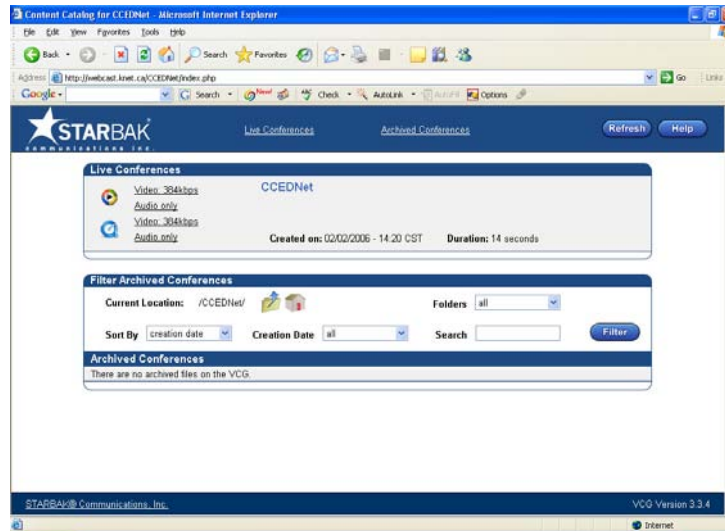 Content Catalog for CCEDNet - Microsoft Internet Explorer
File Edit View Favorites Tools Help
Back Search Favorites
Address http://webcast.knet.ca/CCEDNet/index.php Go Links
Google Search New! Check AutoLink AutoFill Options
STARBAK communications inc. Live Conferences Archived Conferences Refresh Help
Live Conferences
Video: 384kbps CCEDNet
Audio only
Video: 384kbps
Audio only Created on: 02/02/2006 - 14:20 CST Duration: 14 seconds
Filter Archived Conferences
Current Location: /CCEDNet/ Folders all
Sort By creation date Creation Date all Search Filter
Archived Conferences
There are no archived files on the VCG.
STARBAK® Communications, Inc. VCG Version 3.3.4
Internet